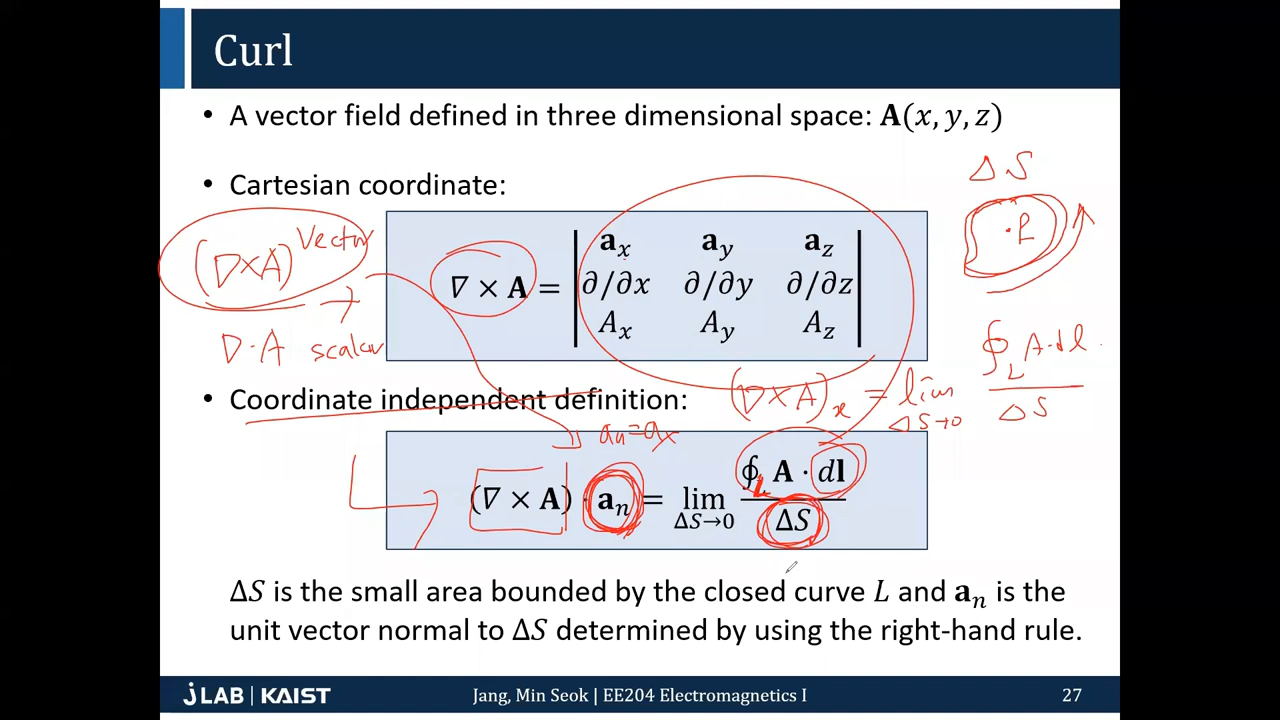 Curl
• A vector field defined in three dimensional space: A(x, y, z)
ΔS
• Cartesian coordinate:
(∇×A) Vector
∇·A scalar
∇ × A = | a_x a_y a_z |
| ∂/∂x ∂/∂y ∂/∂z |
| A_x A_y A_z |
• Coordinate independent definition:
(∇×A)_x = lim ΔS→0 ∮_L A·dl / ΔS
a_n = a_x
(∇ × A) · a_n = lim ΔS→0 ∮_L A · dl / ΔS
ΔS is the small area bounded by the closed curve L and a_n is the
unit vector normal to ΔS determined by using the right-hand rule.
JLAB | KAIST
Jang, Min Seok | EE204 Electromagnetics I
27